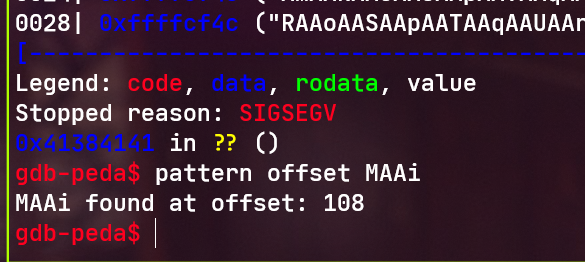 0028| 0xffffcf4c ("RAAoAASAApAATAAqAAUAAr
[------------------------------------------
Legend: code, data, rodata, value
Stopped reason: SIGSEGV
0x41384141 in ?? ()
gdb-peda$ pattern offset MAAi
MAAi found at offset: 108
gdb-peda$